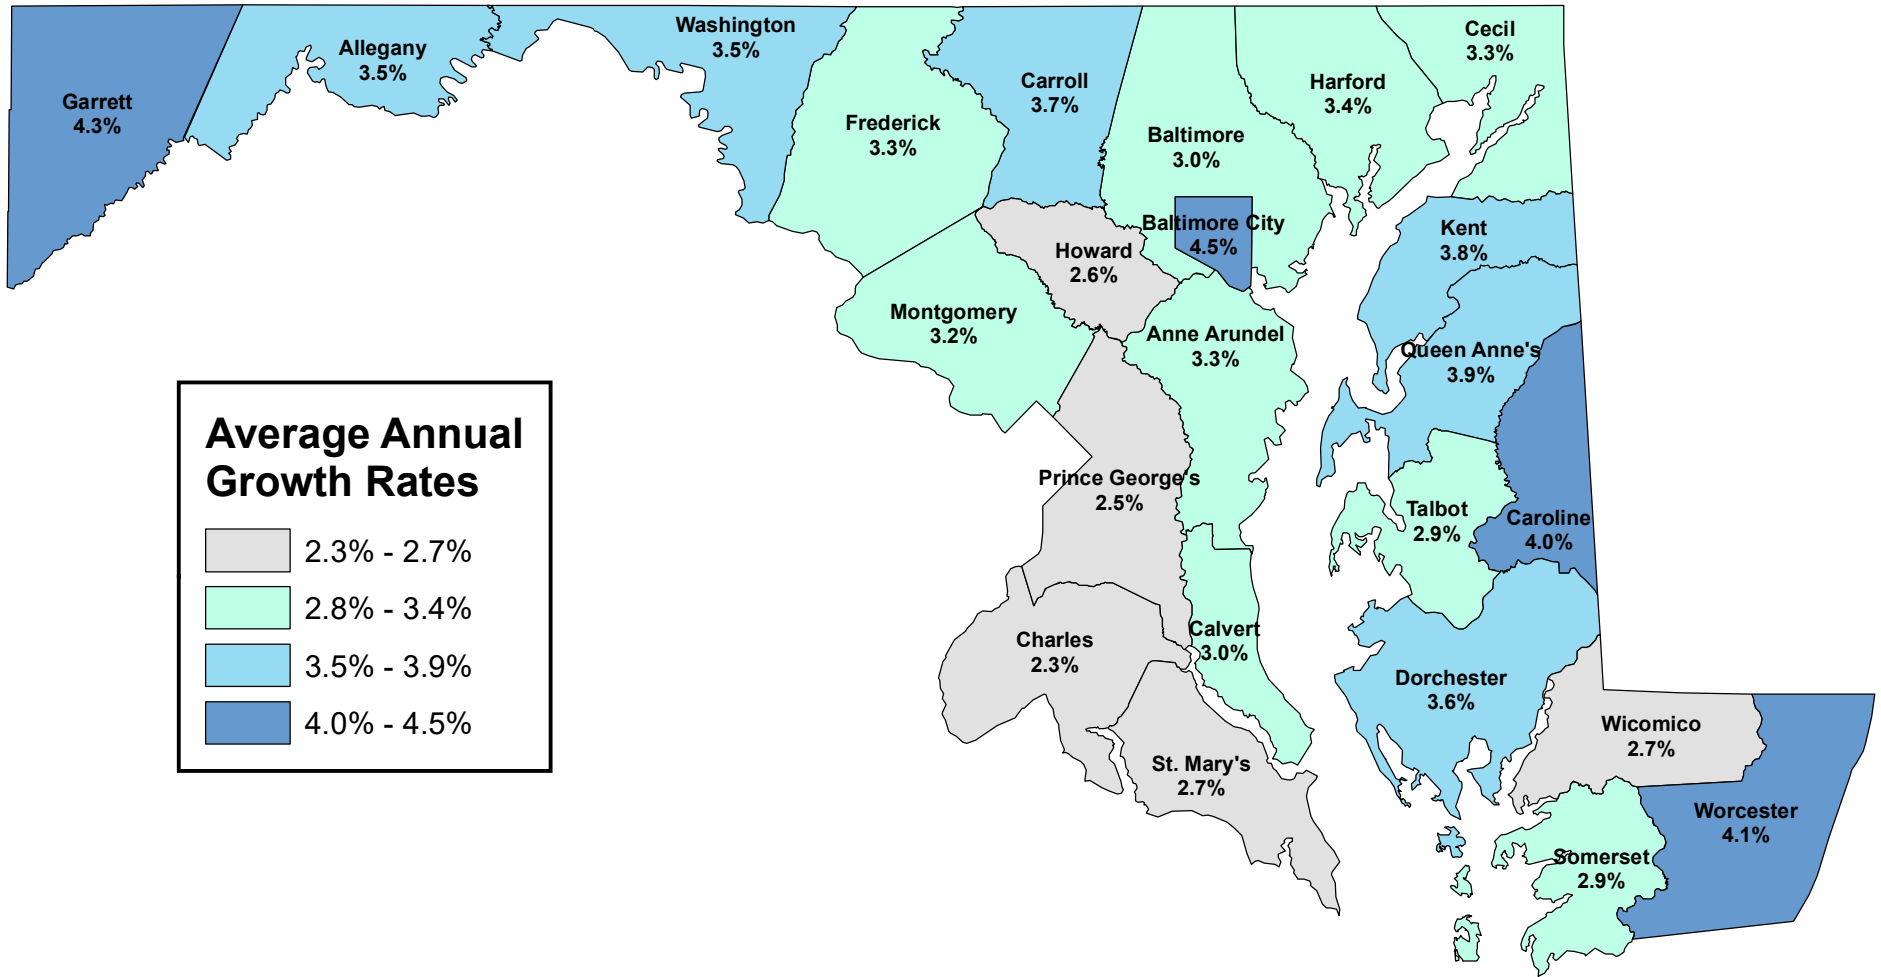 Garrett
4.3%
Allegany
3.5%
Washington
3.5%
Frederick
3.3%
Carroll
3.7%
Baltimore
3.0%
Baltimore City
4.5%
Harford
3.4%
Cecil
3.3%
Kent
3.8%
Howard
2.6%
Montgomery
3.2%
Anne Arundel
3.3%
Queen Anne's
3.9%
Prince George's
2.5%
Talbot
2.9%
Caroline
4.0%
Charles
2.3%
Calvert
3.0%
Dorchester
3.6%
St. Mary's
2.7%
Wicomico
2.7%
Worcester
4.1%
Somerset
2.9%
Average Annual
Growth Rates
2.3% - 2.7%
2.8% - 3.4%
3.5% - 3.9%
4.0% - 4.5%